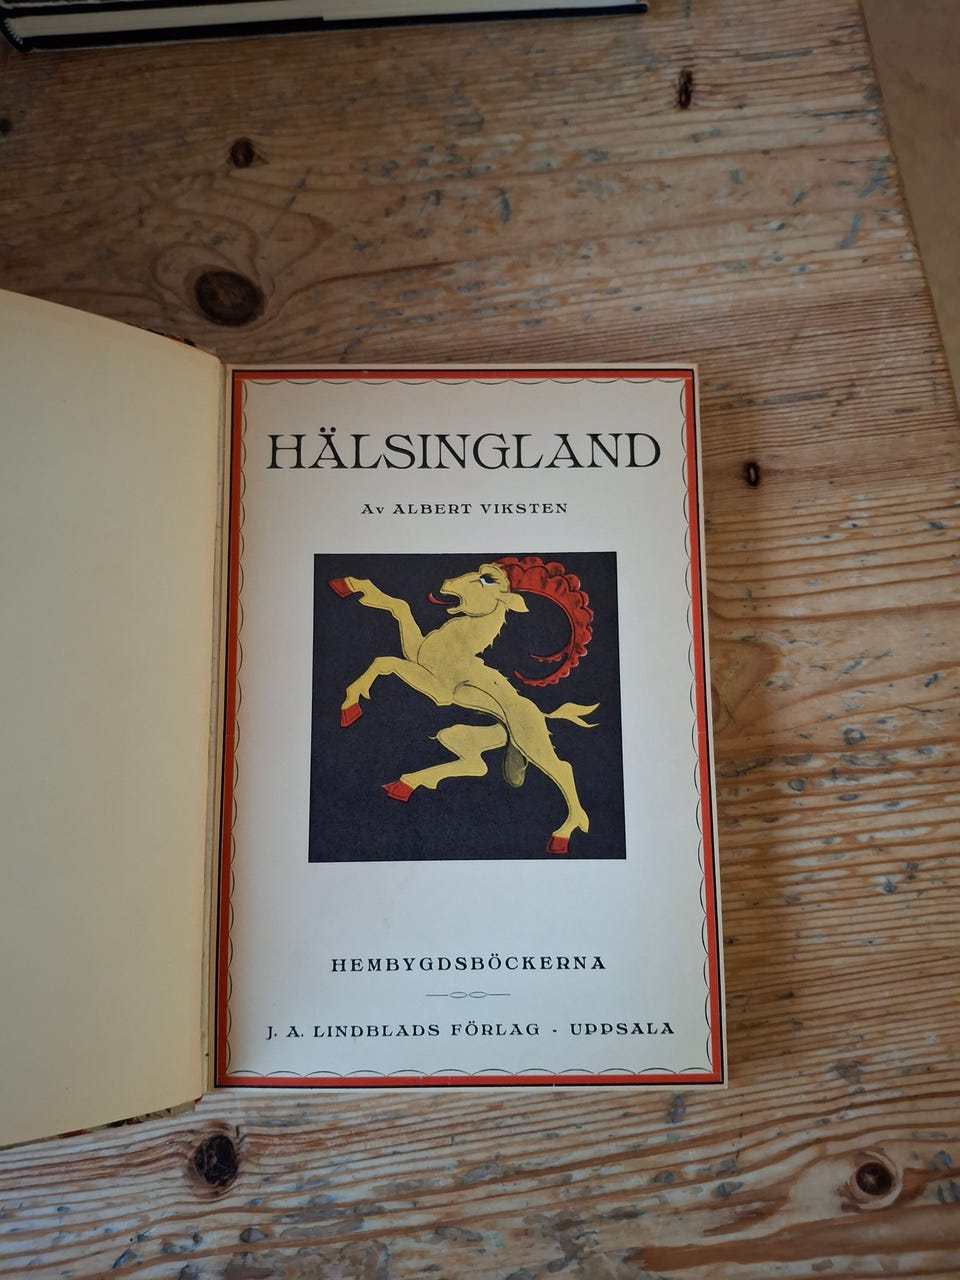 HÄLSINGLAND
Av ALBERT VIKSTEN
HEMBYGDSBÖCKERNA
J. A. LINDBLADS FÖRLAG - UPPSALA